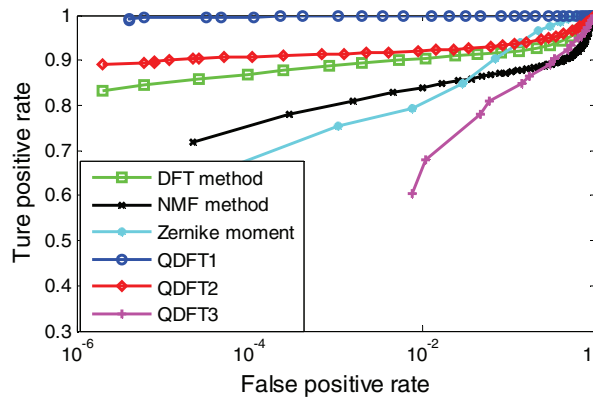 1
0.9
0.8
0.7
0.6
0.5
0.4
0.3
Ture positive rate
DFT method
NMF method
Zernike moment
QDFT1
QDFT2
QDFT3
10^-6
10^-4
10^-2
1
False positive rate